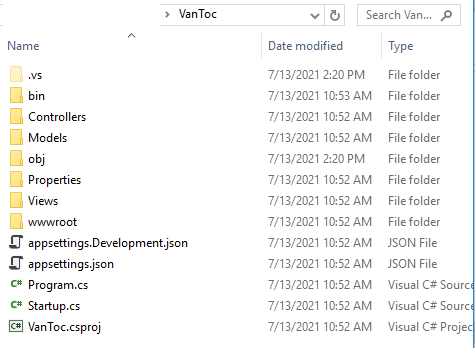 > VanToc
Search Van...
Name Date modified Type
.vs 7/13/2021 2:20 PM File folder
bin 7/13/2021 10:53 AM File folder
Controllers 7/13/2021 10:52 AM File folder
Models 7/13/2021 10:52 AM File folder
obj 7/13/2021 2:20 PM File folder
Properties 7/13/2021 10:52 AM File folder
Views 7/13/2021 10:52 AM File folder
wwwroot 7/13/2021 10:52 AM File folder
appsettings.Development.json 7/13/2021 10:52 AM JSON File
appsettings.json 7/13/2021 10:52 AM JSON File
C# Program.cs 7/13/2021 10:52 AM Visual C# Source
C# Startup.cs 7/13/2021 10:52 AM Visual C# Source
C# VanToc.csproj 7/13/2021 10:52 AM Visual C# Projec